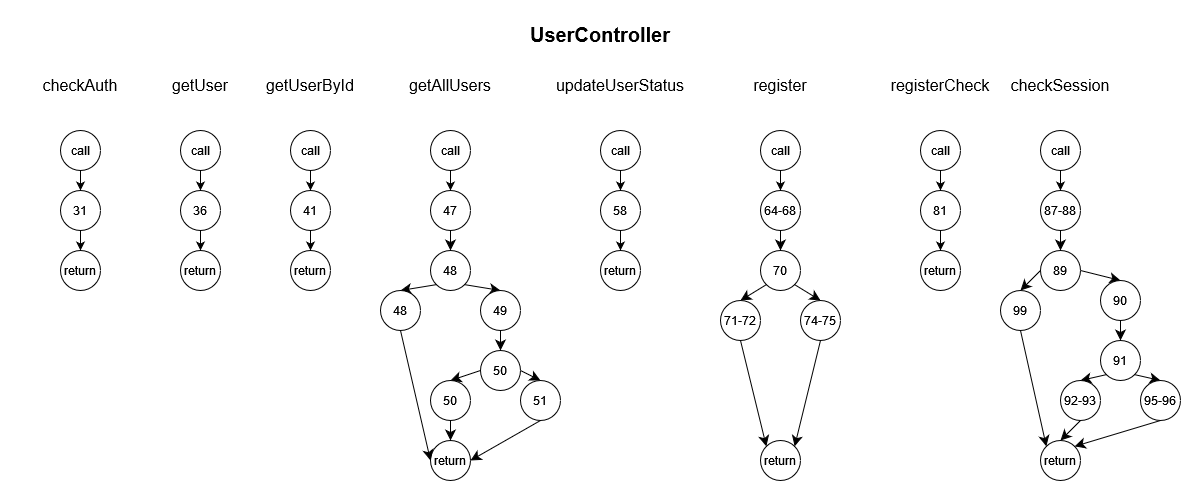 UserController
checkAuth getUser getUserById getAllUsers updateUserStatus register registerCheck checkSession
call call call call call call call call
31 36 41 47 58 64-68 81 87-88
return return return 48 return 70 return 89
48 49 71-72 74-75 99 90
50 91
50 51 92-93 95-96
return return return